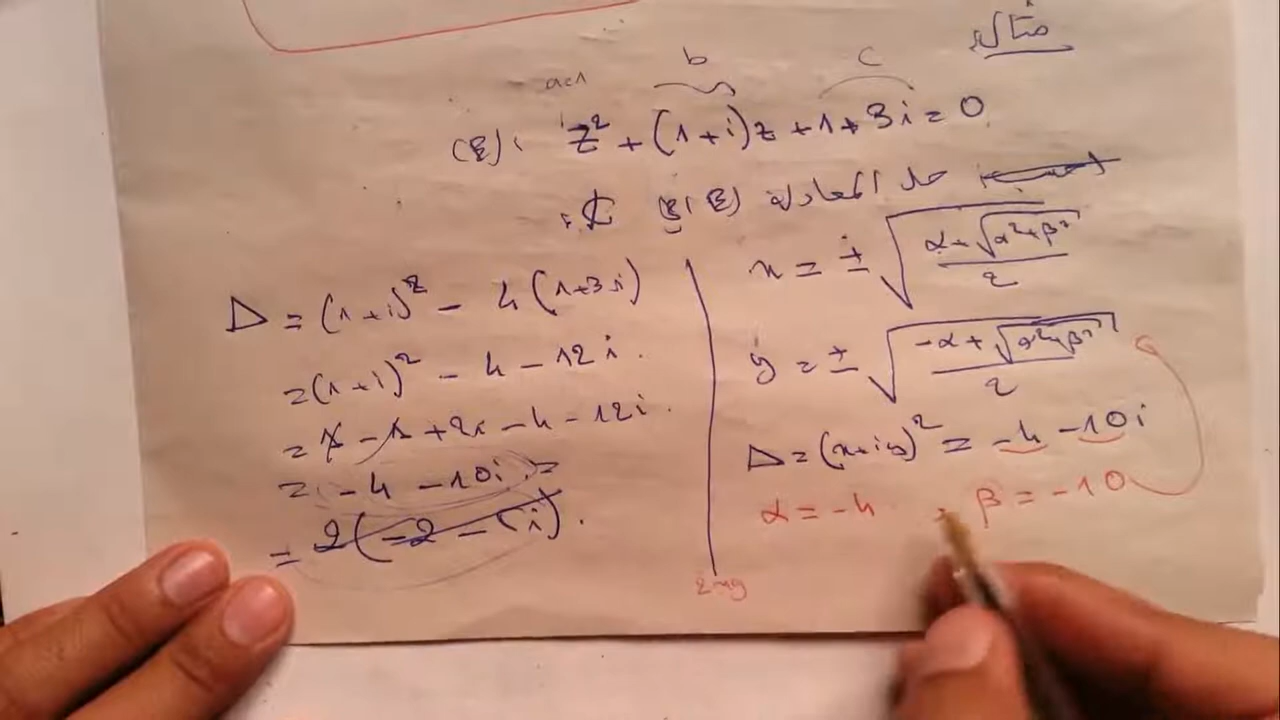 مثال
a=1 b c
(E): z² + (1+i)z + 1 + 3i = 0
حل المعادلة (E) في ℂ:
Δ = (1+i)² - 4(1+3i)
= (1+i)² - 4 - 12i.
= 1 - 1 + 2i - 4 - 12i.
= -4 - 10i =
= 2(-2 - 5i).
x = ± √((α + √(α²+β²))/2)
y = ± √((-α + √(α²+β²))/2)
Δ = (x+iy)² = -4 - 10i
α = -4 . β = -10
2xy